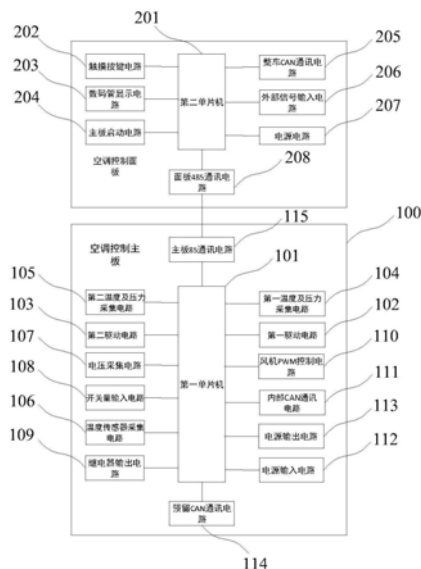 201
202
触摸按键电路
整车CAN通讯电
路
205
203
数码管显示电
路
第二单片机
外部信号输入电
路
206
204
主板启动电路
电源电路
207
空调控制面
板
面板485通讯电
路
208
115
100
空调控制主
板
主板85通讯电
路
101
105
第二温度及压力
采集电路
第一温度及压力
采集电路
104
103
第二驱动电路
第一驱动电路
102
107
电压采集电路
第一单片机
风机PWM控制电
路
110
108
开关量输入电
路
内部CAN通讯
电路
111
106
温度传感器采集
电路
电源输出电路
113
109
继电器输出电
路
电源输入电路
112
预留CAN通讯电
路
114